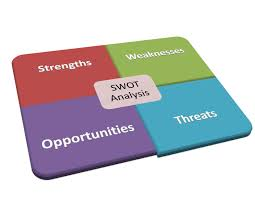 Strengths
Weaknesses
SWOT
Analysis
Opportunities
Threats